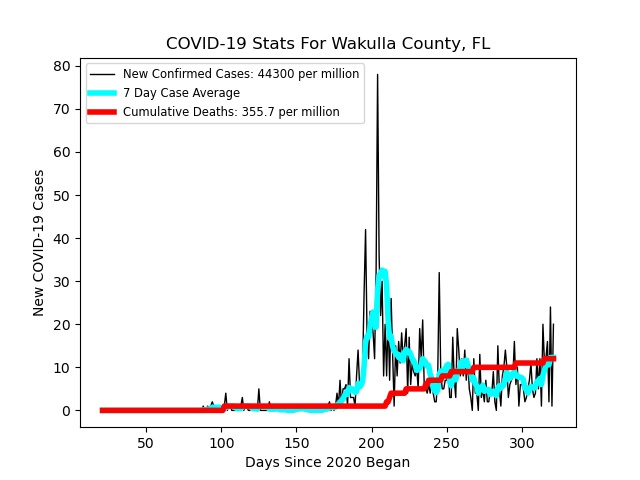 COVID-19 Stats For Wakulla County, FL
New Confirmed Cases: 44300 per million
7 Day Case Average
Cumulative Deaths: 355.7 per million
New COVID-19 Cases
80
70
60
50
40
30
20
10
0
50 100 150 200 250 300
Days Since 2020 Began